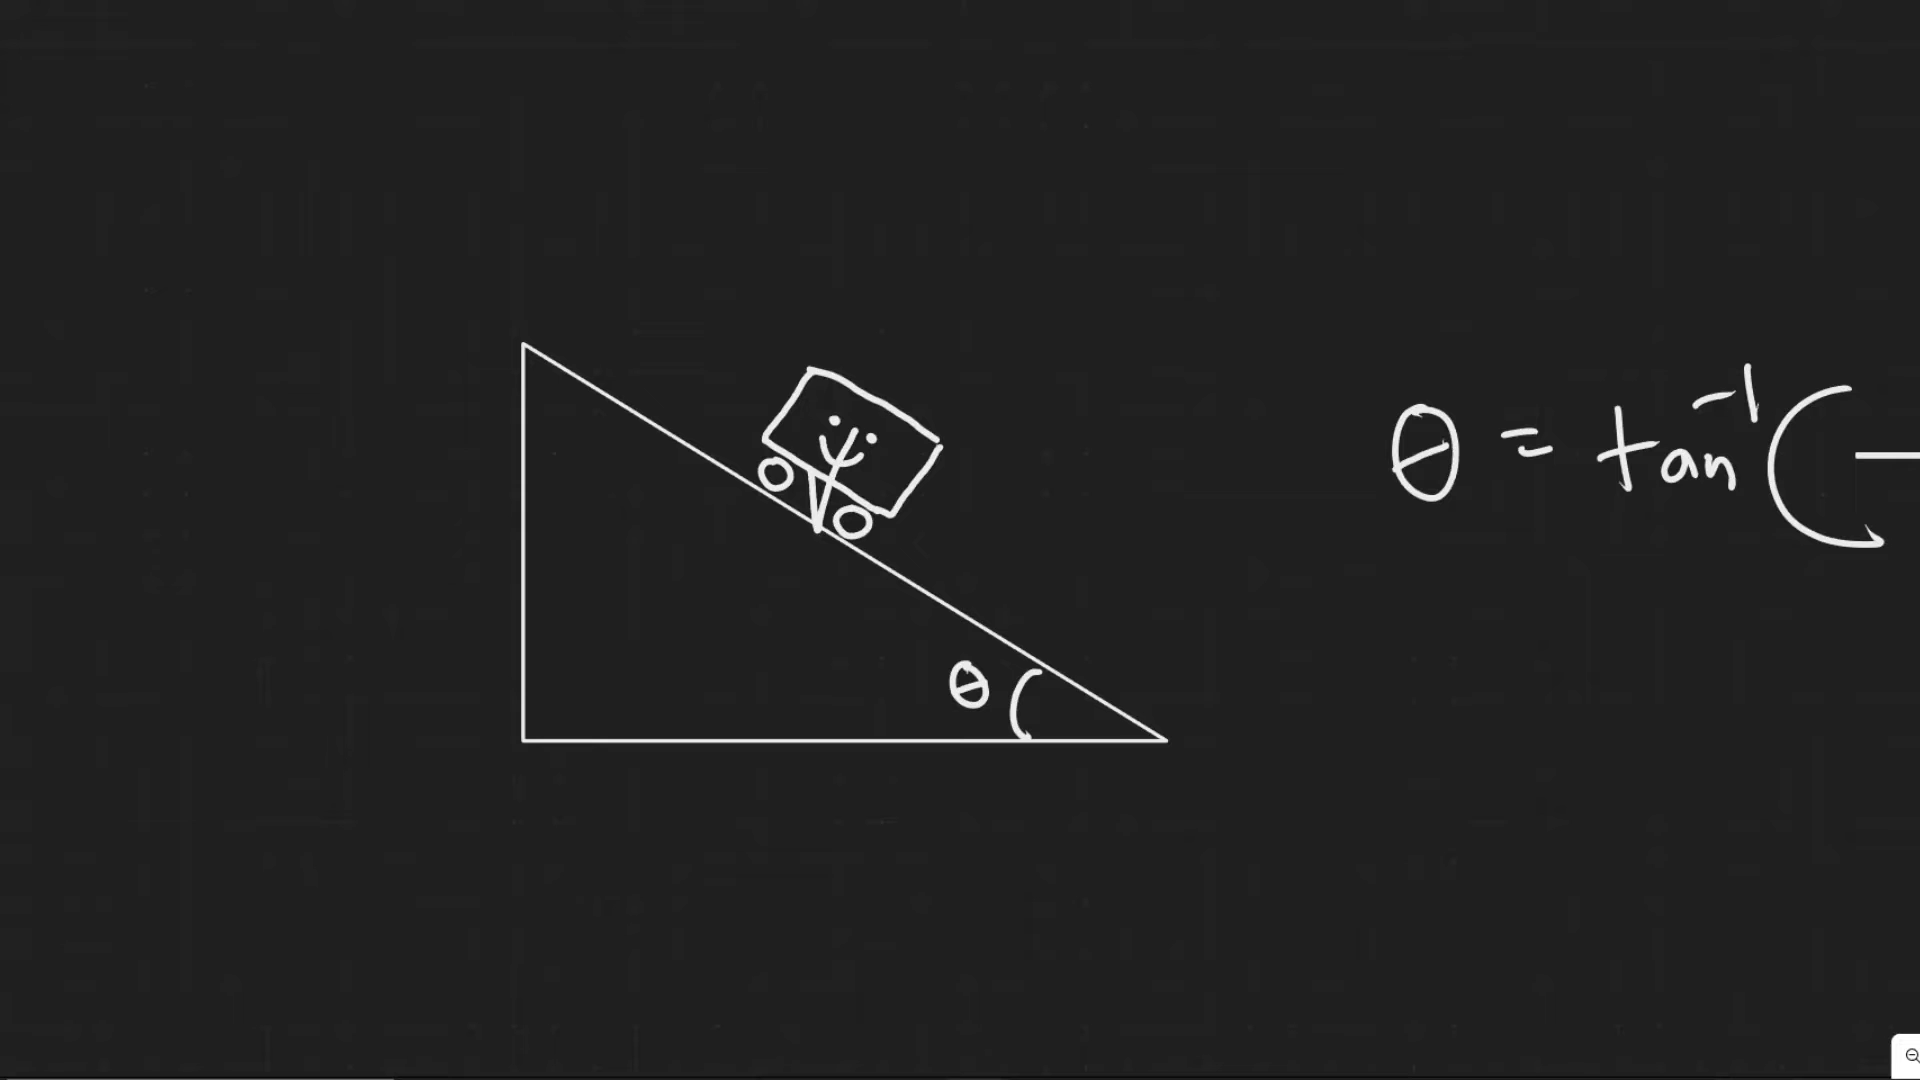 θ = tan⁻¹(
θ